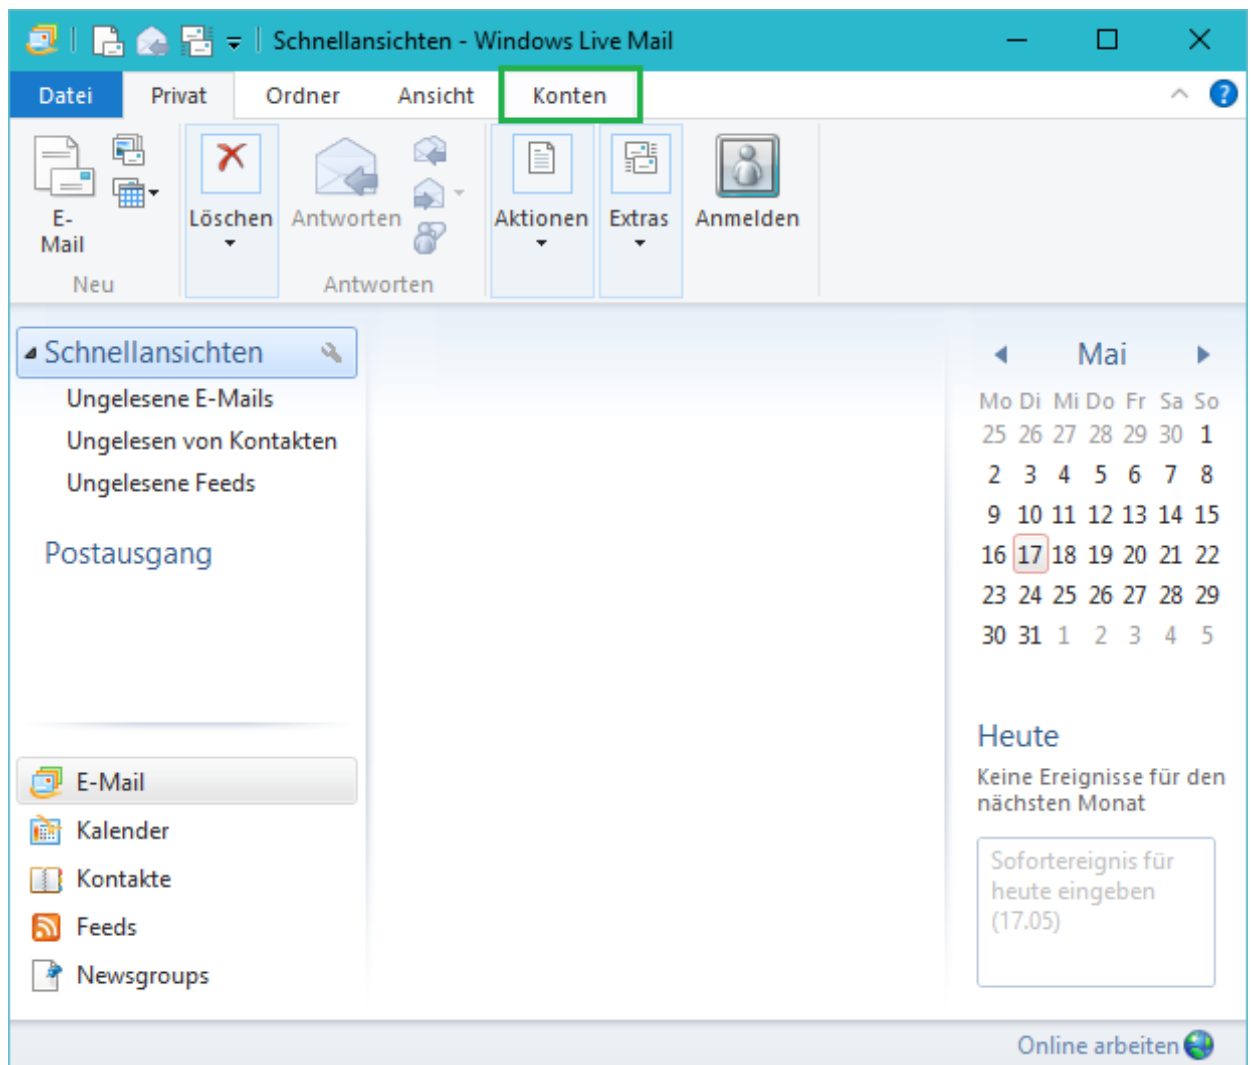 Schnellansichten - Windows Live Mail
Datei Privat Ordner Ansicht Konten
E-
Mail
Löschen
Antworten
Aktionen
Extras
Anmelden
Neu
Antworten
Schnellansichten
Ungelesene E-Mails
Ungelesen von Kontakten
Ungelesene Feeds
Postausgang
E-Mail
Kalender
Kontakte
Feeds
Newsgroups
Mai
Mo Di Mi Do Fr Sa So
25 26 27 28 29 30 1
2 3 4 5 6 7 8
9 10 11 12 13 14 15
16 17 18 19 20 21 22
23 24 25 26 27 28 29
30 31 1 2 3 4 5
Heute
Keine Ereignisse für den
nächsten Monat
Sofortereignis für
heute eingeben
(17.05)
Online arbeiten